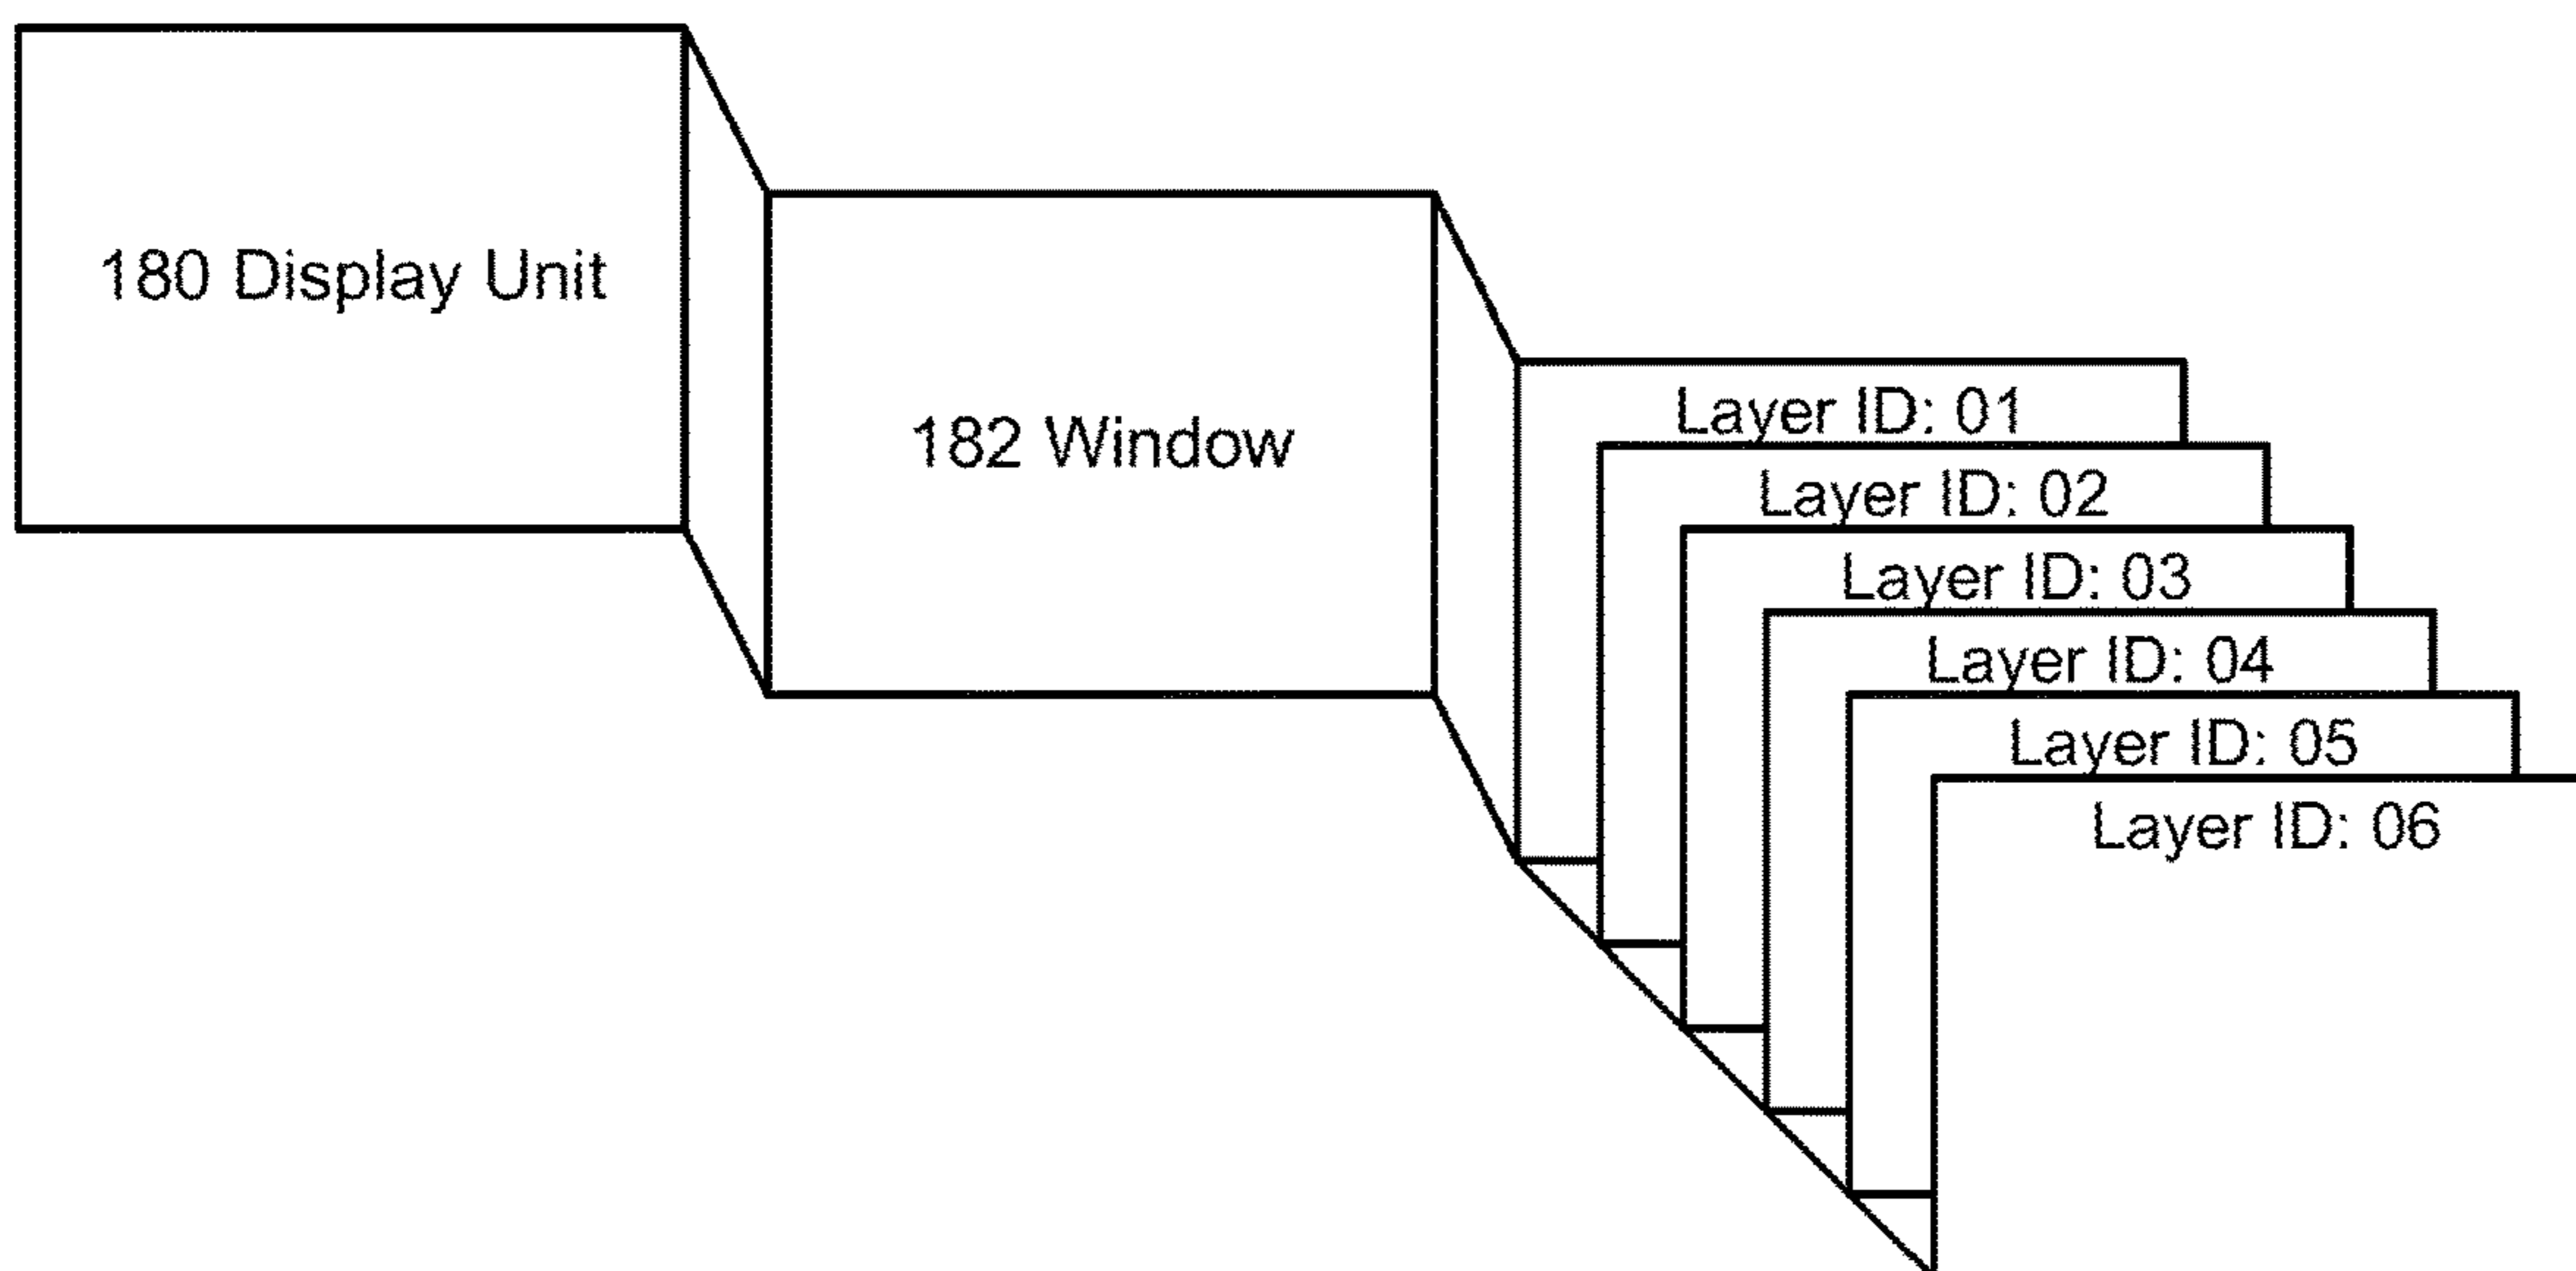 180 Display Unit
182 Window
Layer ID: 01
Layer ID: 02
Layer ID: 03
Layer ID: 04
Layer ID: 05
Layer ID: 06